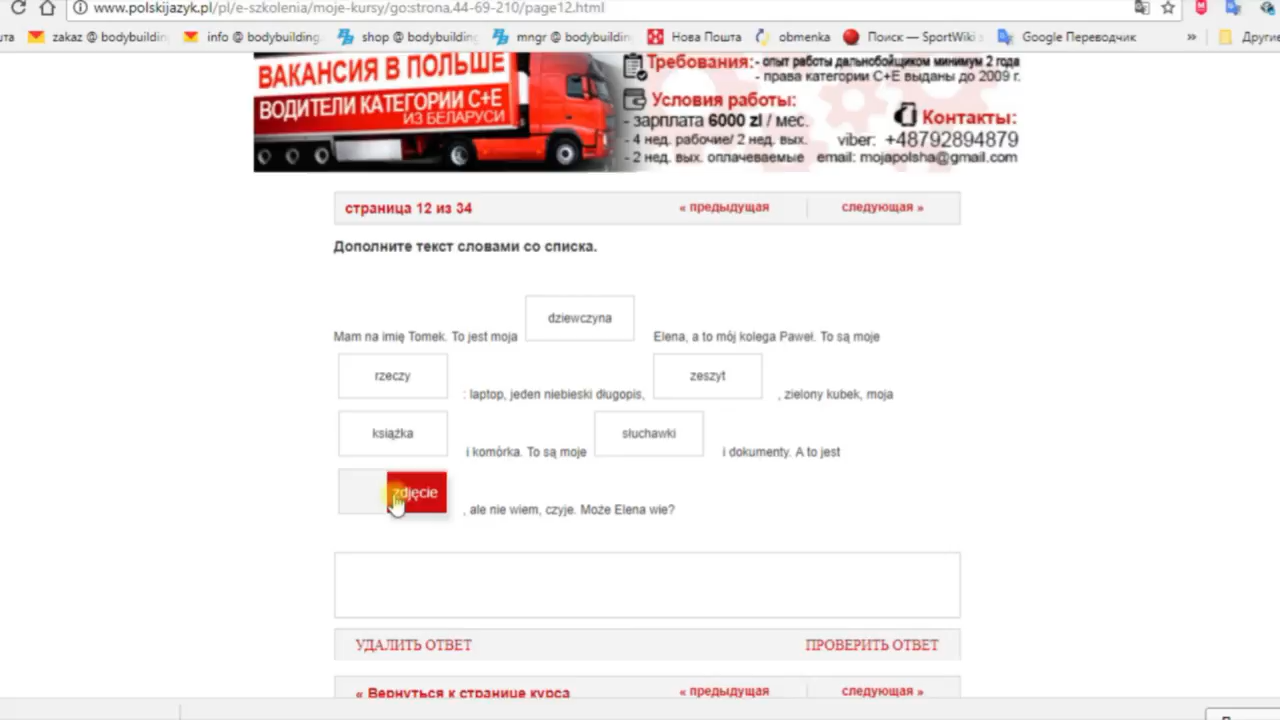 www.polskijazyk.pl/pl/e-szkolenia/moje-kursy/go:strona,44-69-210/page12.html
та zakaz @ bodybuilding info @ bodybuilding. shop @ bodybuilding mngr @ bodybuildin Нова Пошта obmenka Поиск — SportWiki Google Переводчик » Другие
ВАКАНСИЯ В ПОЛЬШЕ
ВОДИТЕЛИ КАТЕГОРИИ С+Е
ИЗ БЕЛАРУСИ
Требования: - опыт работы дальнобойщиком минимум 2 года
- права категории С+Е выданы до 2009 г.
Условия работы:
- зарплата 6000 zl / мес.
- 4 нед. рабочие/ 2 нед. вых.
- 2 нед. вых. оплачеваемые
Контакты:
viber: +48792894879
email: mojapolsha@gmail.com
страница 12 из 34 « предыдущая следующая »
Дополните текст словами со списка.
Mam na imię Tomek. To jest moja dziewczyna Elena, a to mój kolega Paweł. To są moje
rzeczy : laptop, jeden niebieski długopis, zeszyt , zielony kubek, moja
książka i komórka. To są moje słuchawki i dokumenty. A to jest
zdjęcie , ale nie wiem, czyje. Może Elena wie?
УДАЛИТЬ ОТВЕТ ПРОВЕРИТЬ ОТВЕТ
« Вернуться к странице курса « предыдущая следующая »